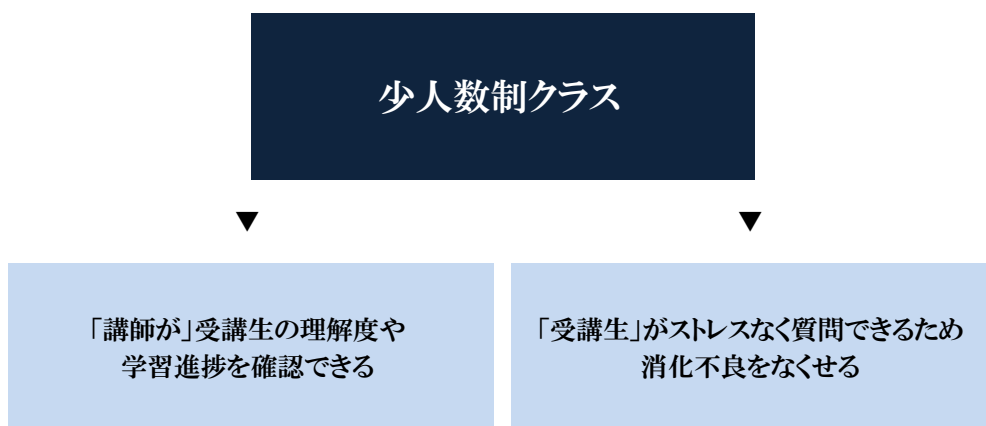 少人数制クラス
▼
▼
「講師が」受講生の理解度や
学習進捗を確認できる
「受講生」がストレスなく質問できるため
消化不良をなくせる